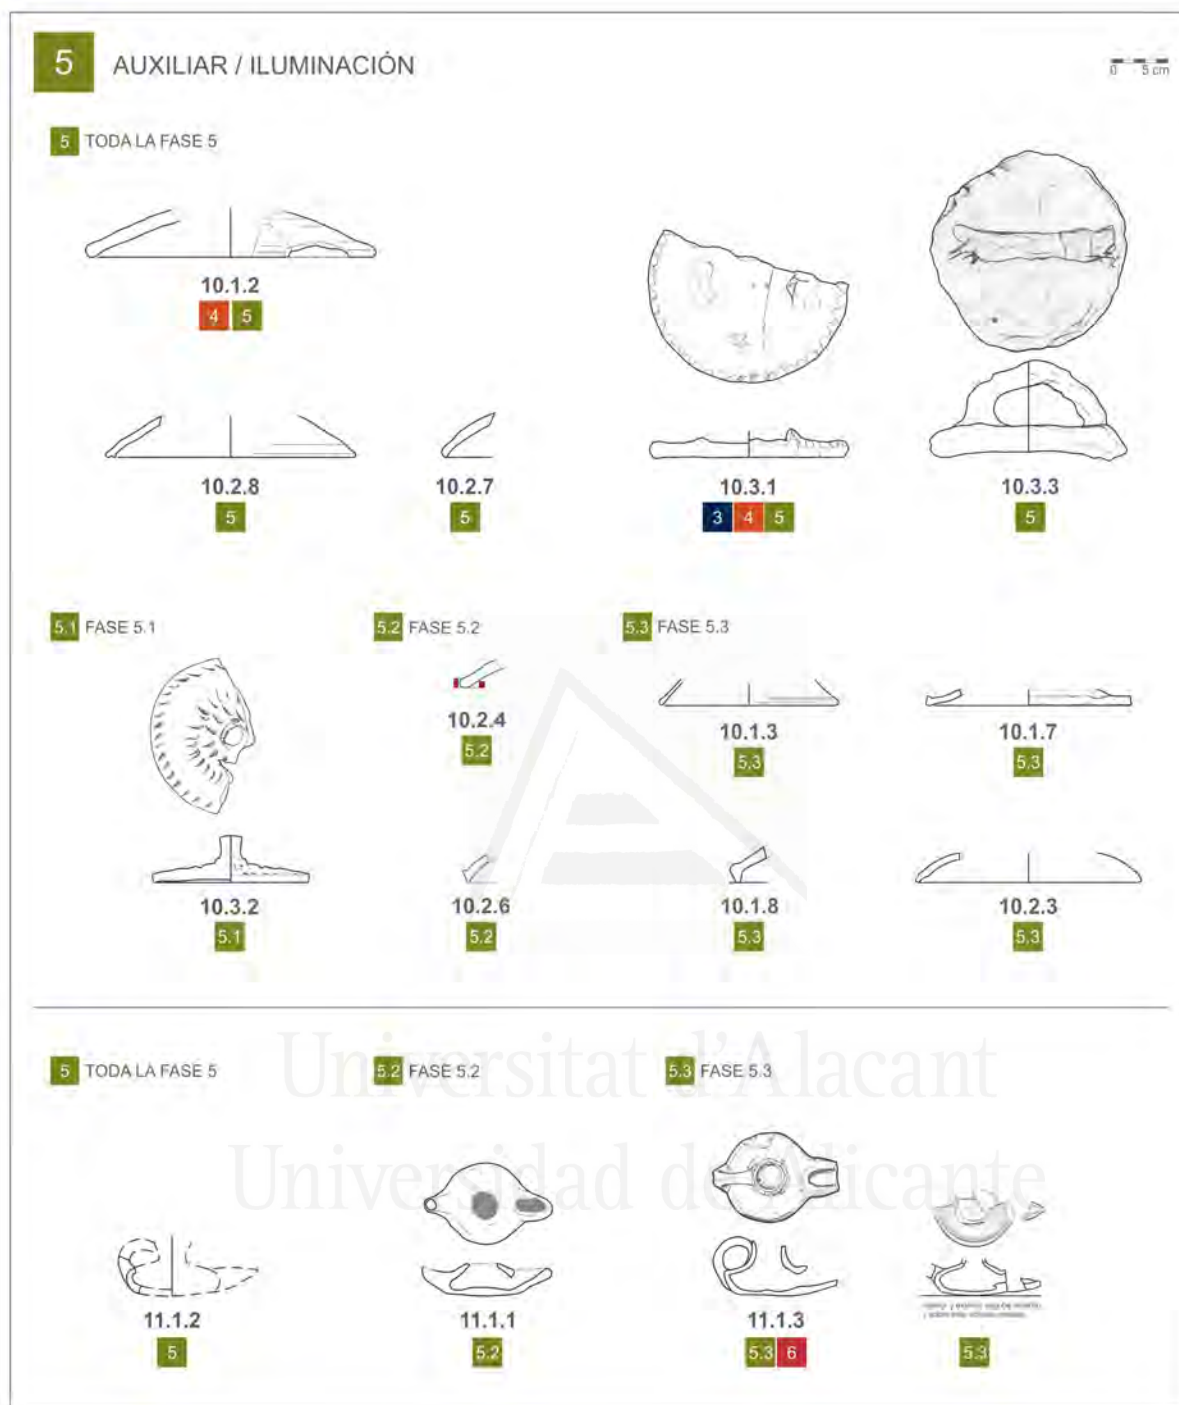 5 AUXILIAR / ILUMINACIÓN
0 5 cm
5 TODA LA FASE 5
10.1.2
4 5
10.2.8
5
10.2.7
5
10.3.1
3 4 5
10.3.3
5
5.1 FASE 5.1
5.2 FASE 5.2
5.3 FASE 5.3
10.2.4
5.2
10.1.3
5.3
10.1.7
5.3
10.3.2
5.1
10.2.6
5.2
10.1.8
5.3
10.2.3
5.3
Universitat d'Alacant
Universidad de Alicante
5 TODA LA FASE 5
5.2 FASE 5.2
5.3 FASE 5.3
11.1.2
5
11.1.1
5.2
11.1.3
5.3 6
5.3